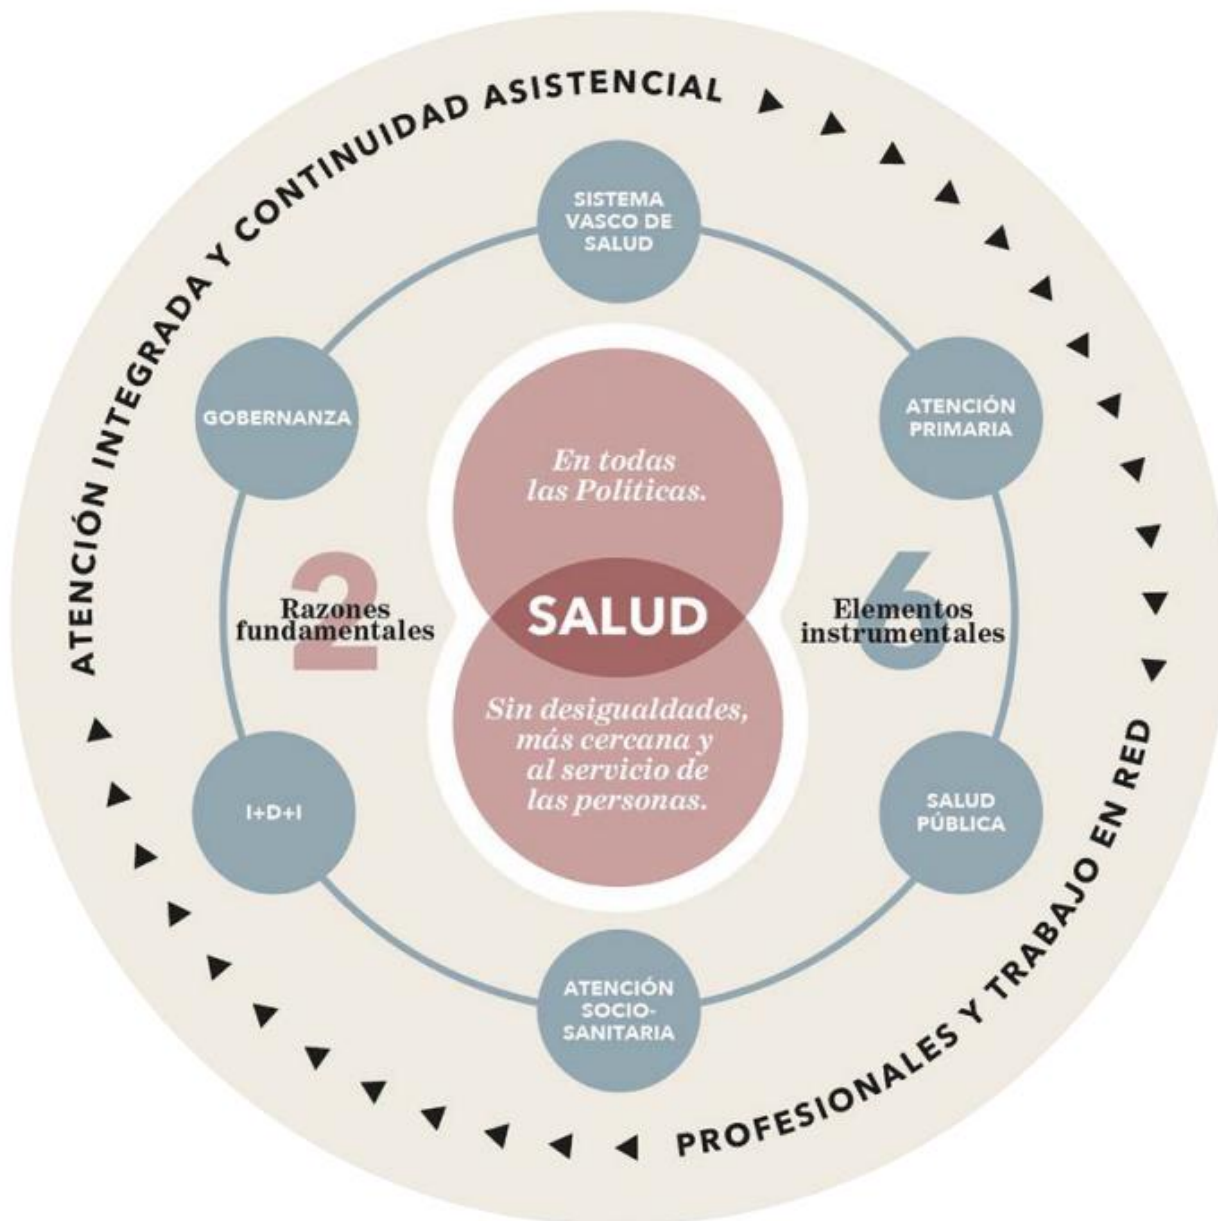 ATENCIÓN INTEGRADA Y CONTINUIDAD ASISTENCIAL
SISTEMA
VASCO DE
SALUD
GOBERNANZA
ATENCIÓN
PRIMARIA
En todas
las Políticas.
2
Razones
fundamentales
SALUD
6
Elementos
instrumentales
Sin desigualdades,
más cercana y
al servicio de
las personas.
I+D+I
SALUD
PÚBLICA
ATENCIÓN
SOCIO-
SANITARIA
PROFESIONALES Y TRABAJO EN RED